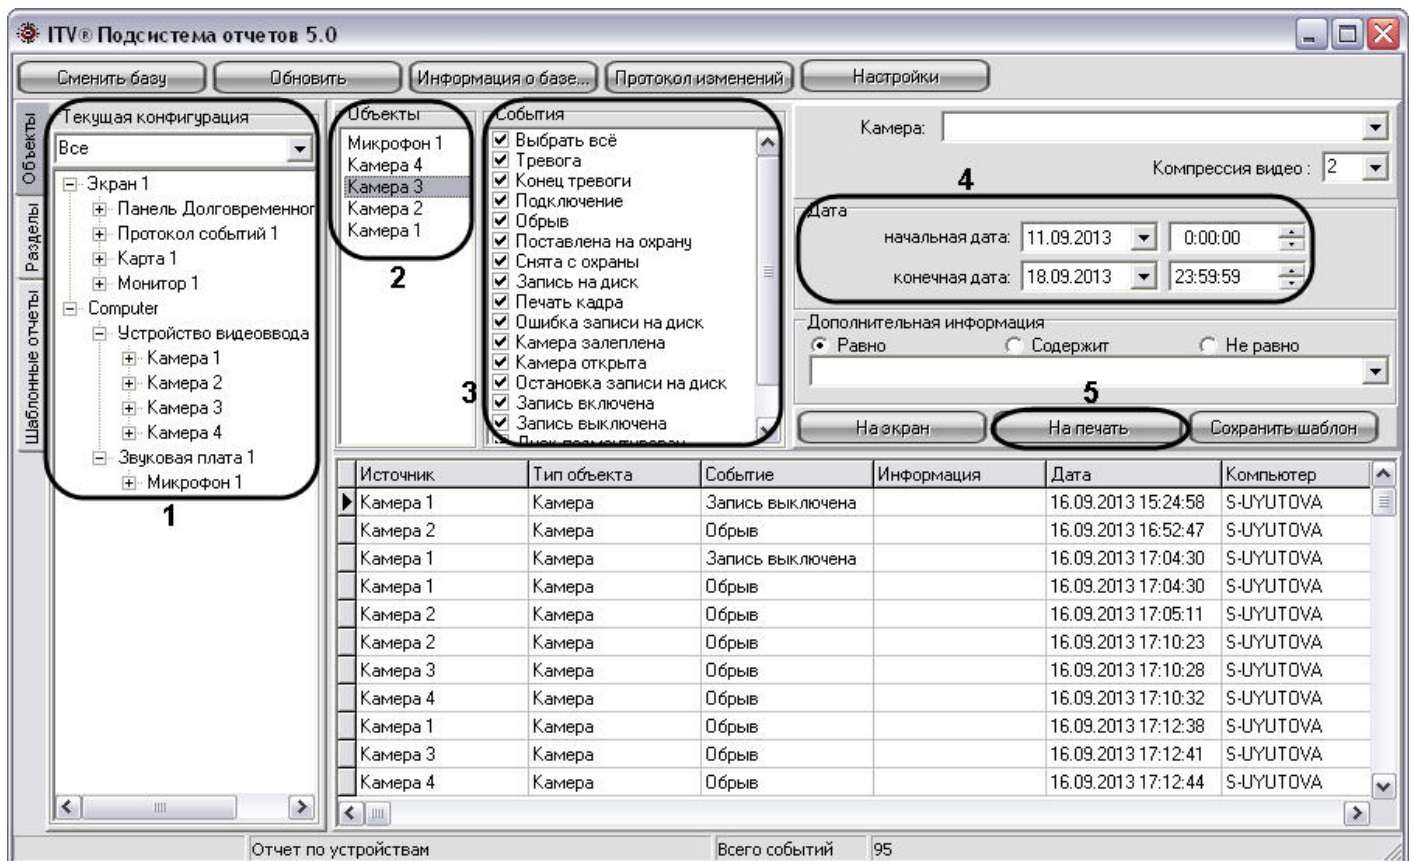 ITV® Подсистема отчетов 5.0
Сменить базу Обновить Информация о базе... Протокол изменений Настройки
Объекты
Разделы
Шаблонные отчеты
Текущая конфигурация
Все
Экран 1
Панель Долговременног
Протокол событий 1
Карта 1
Монитор 1
Computer
Устройство видеоввода
Камера 1
Камера 2
Камера 3
Камера 4
Звуковая плата 1
Микрофон 1
1
Объекты
Микрофон 1
Камера 4
Камера 3
Камера 2
Камера 1
2
События
Выбрать всё
Тревога
Конец тревоги
Подключение
Обрыв
Поставлена на охрану
Снята с охраны
Запись на диск
Печать кадра
Ошибка записи на диск
Камера залеплена
Камера открыта
Остановка записи на диск
Запись включена
Запись выключена
3
Камера:
Компрессия видео : 2
4
Дата
начальная дата: 11.09.2013 0:00:00
конечная дата: 18.09.2013 23:59:59
Дополнительная информация
Равно Содержит Не равно
5
На экран На печать Сохранить шаблон
Источник Тип объекта Событие Информация Дата Компьютер
Камера 1 Камера Запись выключена 16.09.2013 15:24:58 S-UYUTOVA
Камера 2 Камера Обрыв 16.09.2013 16:52:47 S-UYUTOVA
Камера 1 Камера Запись выключена 16.09.2013 17:04:30 S-UYUTOVA
Камера 1 Камера Обрыв 16.09.2013 17:04:30 S-UYUTOVA
Камера 2 Камера Обрыв 16.09.2013 17:05:11 S-UYUTOVA
Камера 2 Камера Обрыв 16.09.2013 17:10:23 S-UYUTOVA
Камера 3 Камера Обрыв 16.09.2013 17:10:28 S-UYUTOVA
Камера 4 Камера Обрыв 16.09.2013 17:10:32 S-UYUTOVA
Камера 1 Камера Обрыв 16.09.2013 17:12:38 S-UYUTOVA
Камера 3 Камера Обрыв 16.09.2013 17:12:41 S-UYUTOVA
Камера 4 Камера Обрыв 16.09.2013 17:12:44 S-UYUTOVA
Отчет по устройствам Всего событий 95